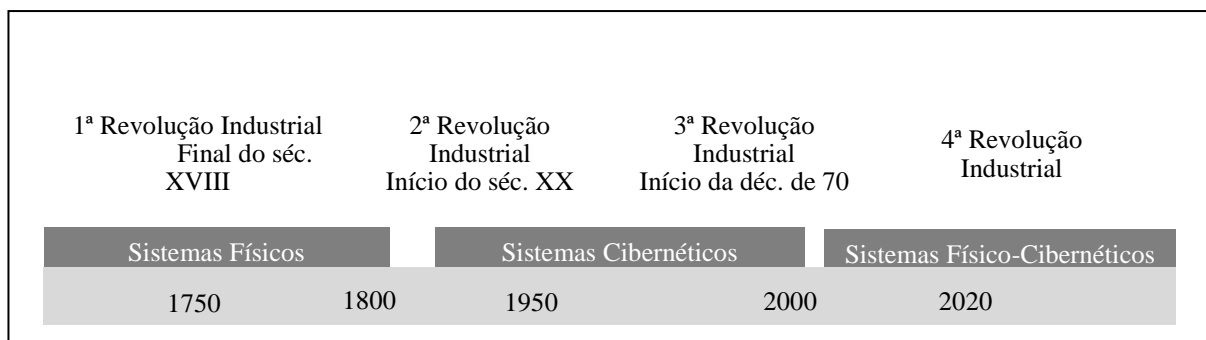 1ª Revolução Industrial
Final do séc.
XVIII
2ª Revolução
Industrial
Início do séc. XX
3ª Revolução
Industrial
Início da déc. de 70
4ª Revolução
Industrial
Sistemas Físicos
Sistemas Cibernéticos
Sistemas Físico-Cibernéticos
1750
1800
1950
2000
2020